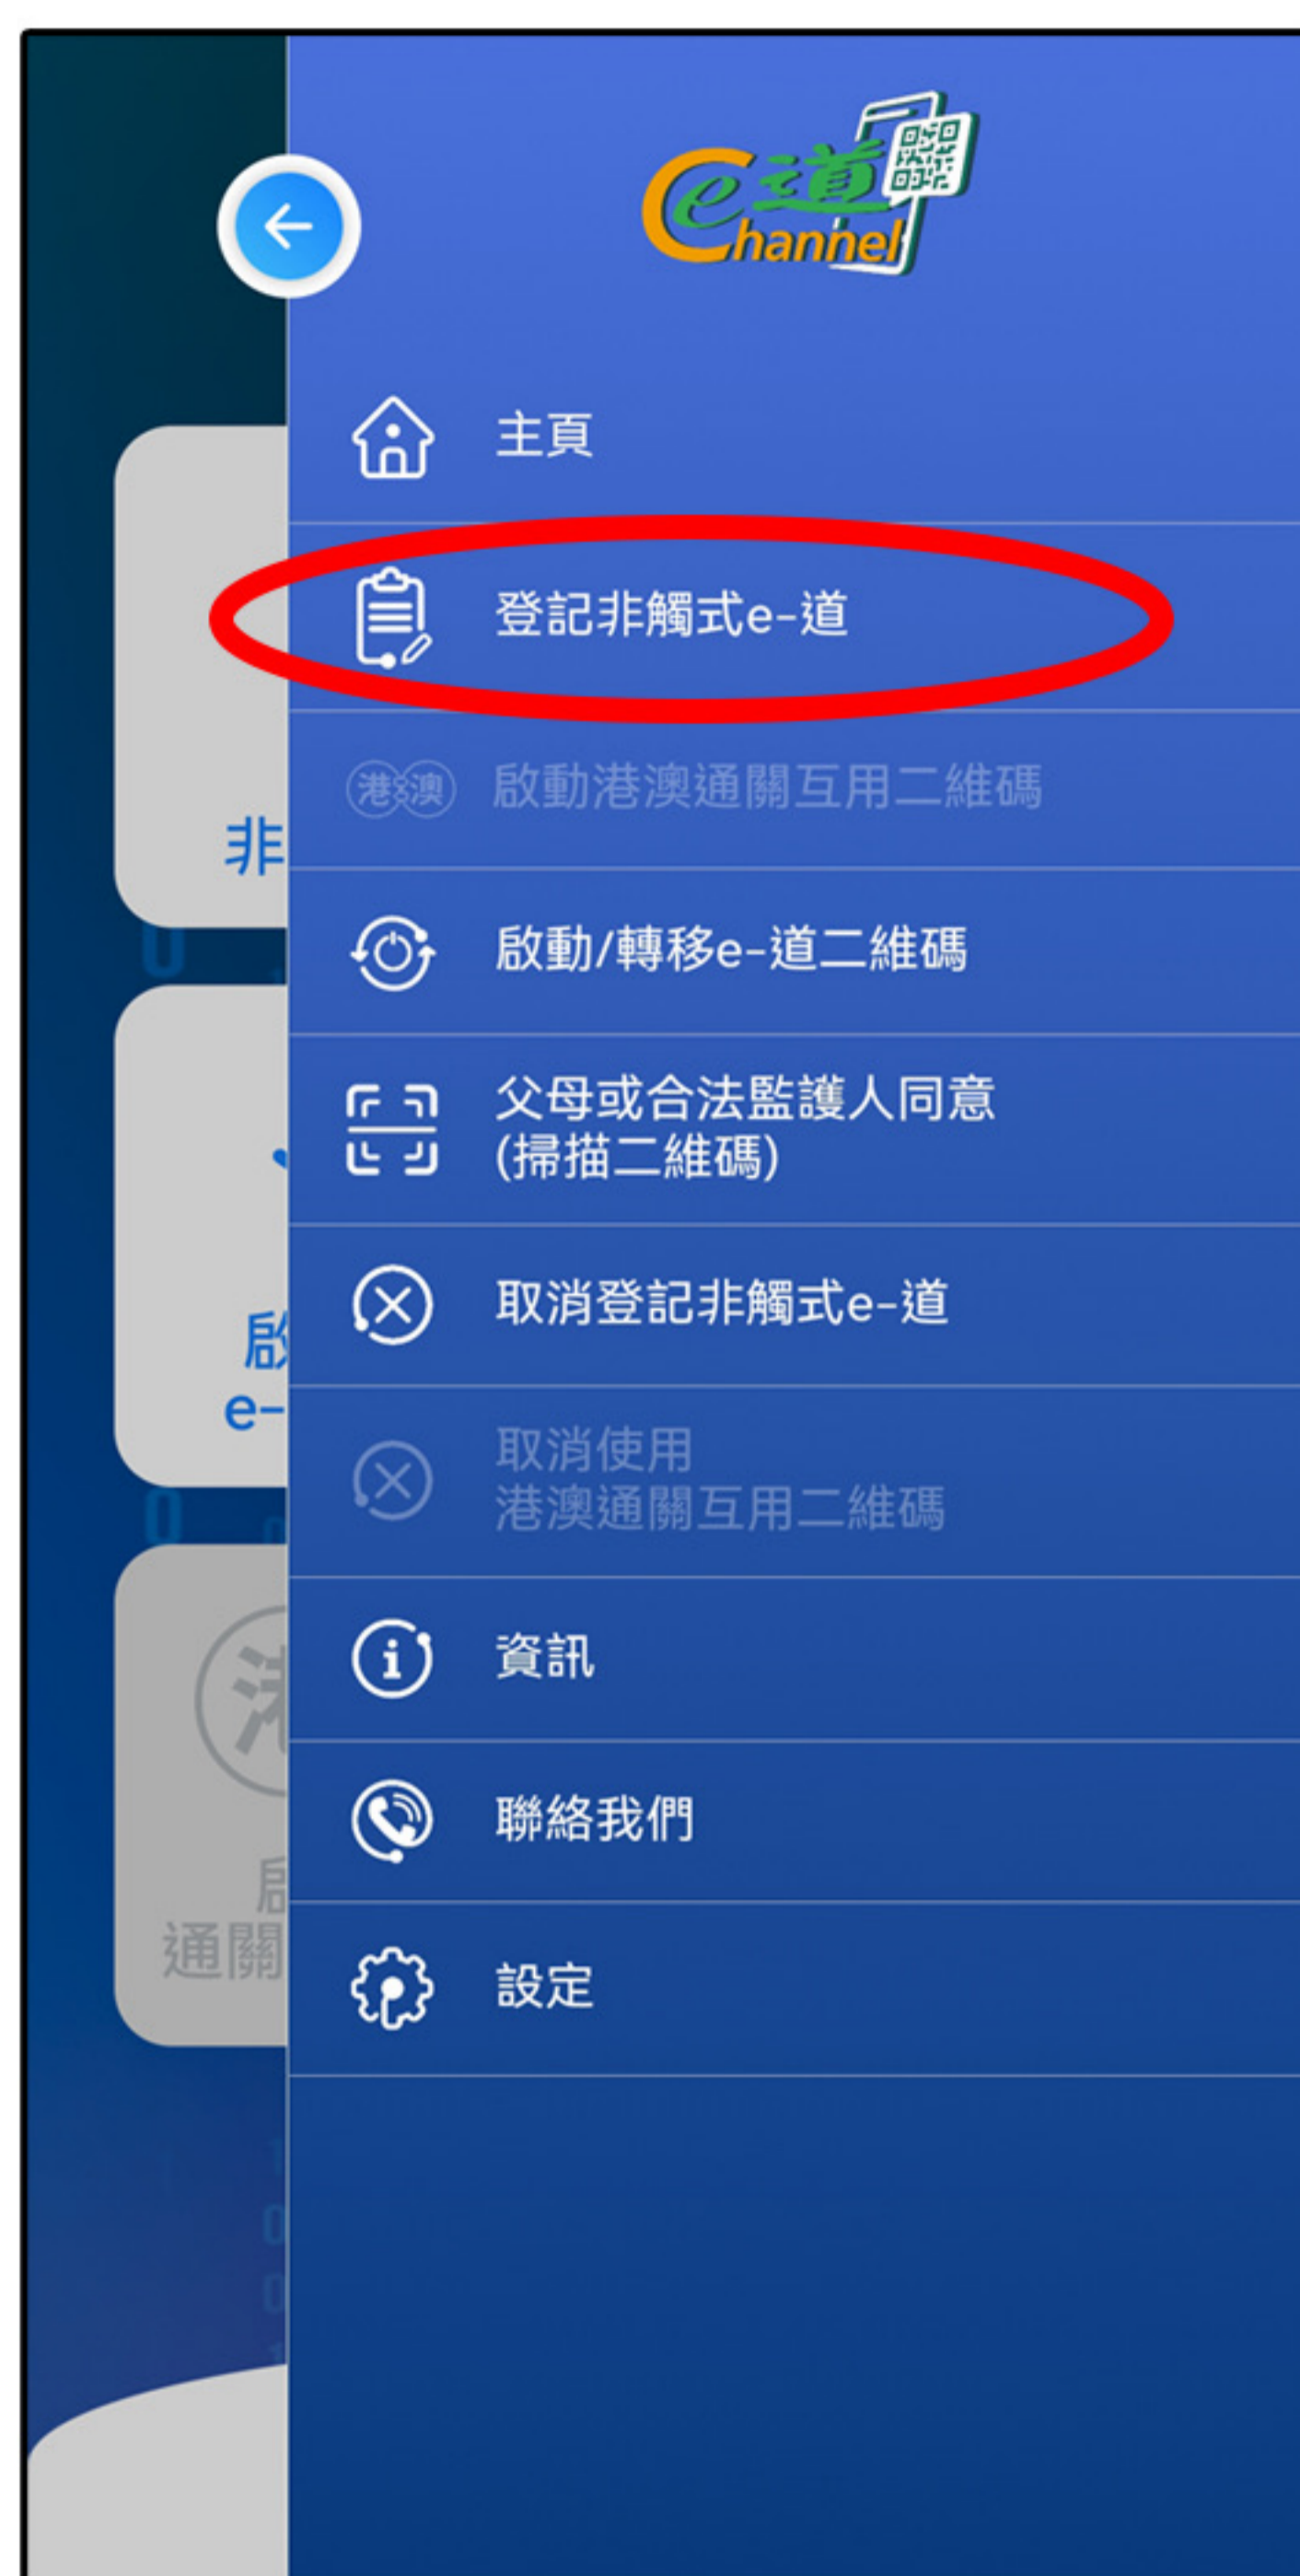 e道
Channel
主頁
登記非觸式e-道
港澳 啟動港澳通關互用二維碼
非
啟動/轉移e-道二維碼
父母或合法監護人同意
(掃描二維碼)
取消登記非觸式e-道
e-
取消使用
港澳通關互用二維碼
資訊
聯絡我們
通關
設定